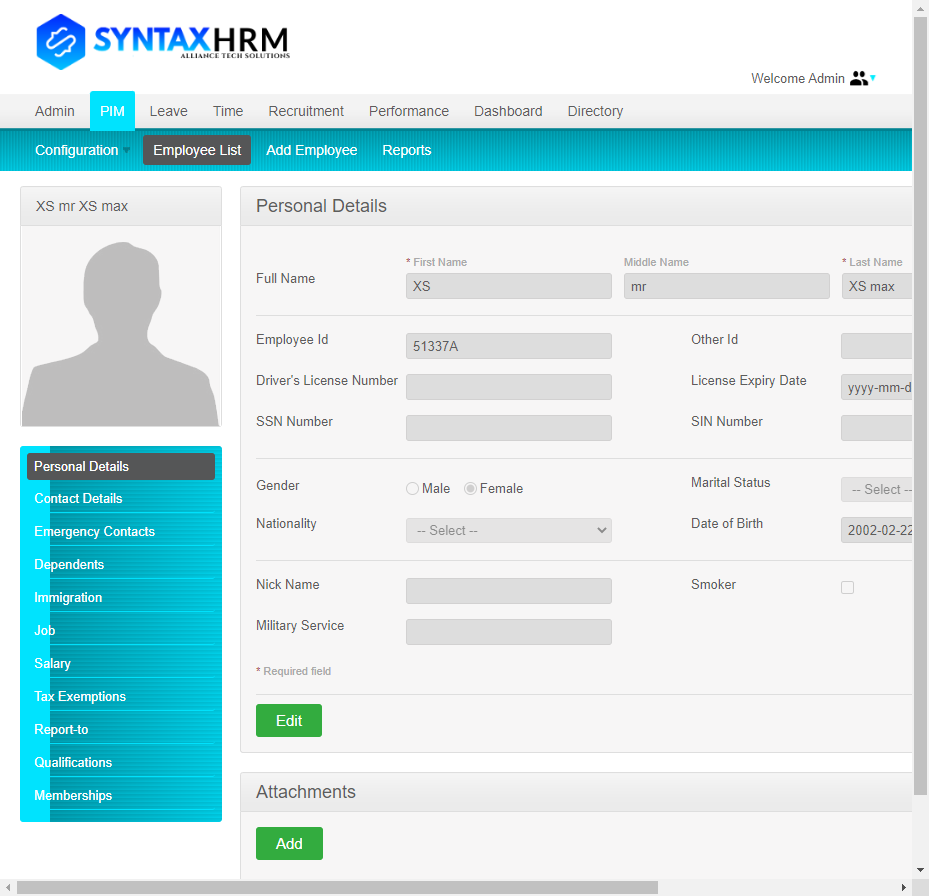 SYNTAXHRM
ALLIANCE TECH SOLUTIONS
Welcome Admin
Admin PIM Leave Time Recruitment Performance Dashboard Directory
Configuration Employee List Add Employee Reports
XS mr XS max
Personal Details
* First Name Middle Name * Last Name
Full Name XS mr XS max
Employee Id 51337A Other Id
Driver's License Number License Expiry Date yyyy-mm-d
SSN Number SIN Number
Gender Male Female Marital Status -- Select --
Nationality -- Select -- Date of Birth 2002-02-22
Nick Name Smoker
Military Service
* Required field
Edit
Personal Details
Contact Details
Emergency Contacts
Dependents
Immigration
Job
Salary
Tax Exemptions
Report-to
Qualifications
Memberships
Attachments
Add